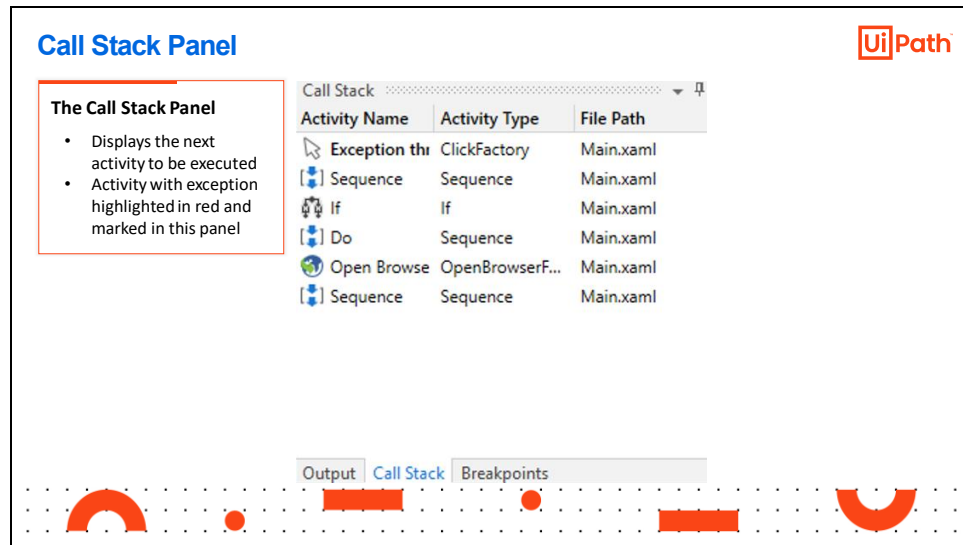 Call Stack Panel
UiPath
The Call Stack Panel
• Displays the next
activity to be executed
• Activity with exception
highlighted in red and
marked in this panel
Call Stack
Activity Name Activity Type File Path
Exception thr ClickFactory Main.xaml
Sequence Sequence Main.xaml
If If Main.xaml
Do Sequence Main.xaml
Open Browse OpenBrowserF... Main.xaml
Sequence Sequence Main.xaml
Output Call Stack Breakpoints